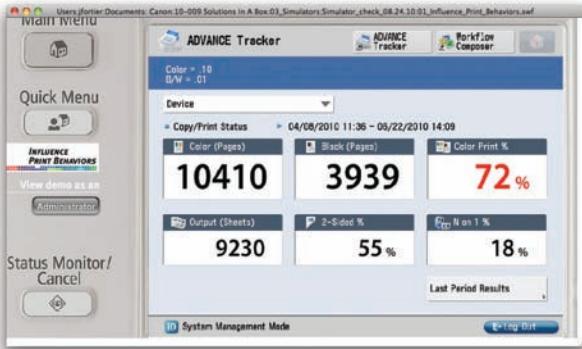 Users:jfortier:Documents: Canon:10-009 Solutions In A Box:03_Simulators:Simulator_check_08.24.10:01_Influence_Print_Behaviors.swf
Main Menu
ADVANCE Tracker
ADVANCE Tracker
Workflow Composer
Color = .10
B/W = .01
Quick Menu
Device
Copy/Print Status
04/08/2010 11:36 - 06/22/2010 14:09
INFLUENCE
PRINT BEHAVIORS
View demo as an
Administrator
Color (Pages)
Black (Pages)
Color Print %
10410
3939
72 %
Output (Sheets)
2-Sided %
N on 1 %
9230
55 %
18 %
Status Monitor/
Cancel
Last Period Results
ID System Management Mode
Log Out